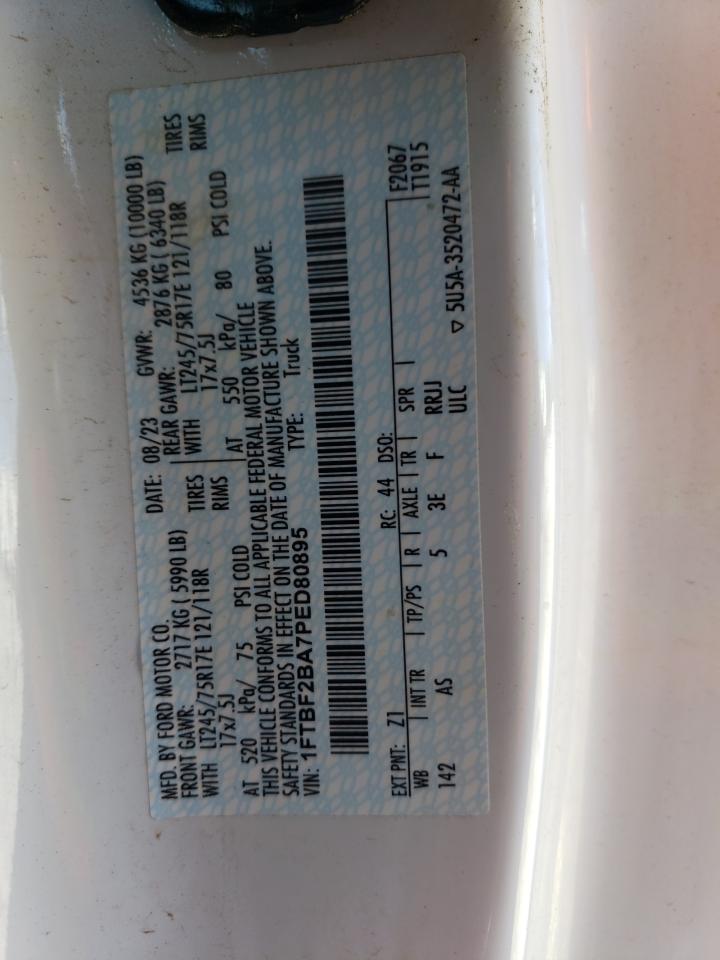 MFD. BY FORD MOTOR CO.
DATE: 08/23 GVWR: 4536 KG (10000 LB)
FRONT GAWR: 2717 KG ( 5990 LB) REAR GAWR: 2876 KG ( 6340 LB)
WITH LT245/75R17E 121/118R TIRES WITH LT245/75R17E 121/118R TIRES
17x7.5J RIMS 17x7.5J RIMS
AT 520 kPa/ 75 PSI COLD AT 550 kPa/ 80 PSI COLD
THIS VEHICLE CONFORMS TO ALL APPLICABLE FEDERAL MOTOR VEHICLE
SAFETY STANDARDS IN EFFECT ON THE DATE OF MANUFACTURE SHOWN ABOVE.
VIN: 1FTBF2BA7PED80895 TYPE: Truck
EXT PNT: Z1 RC: 44 DSO: F2067
WB INT TR TP/PS R AXLE TR SPR T1915
142 AS 5 3E F RRJJ
ULC ▽ 5U5A-3520472-AA